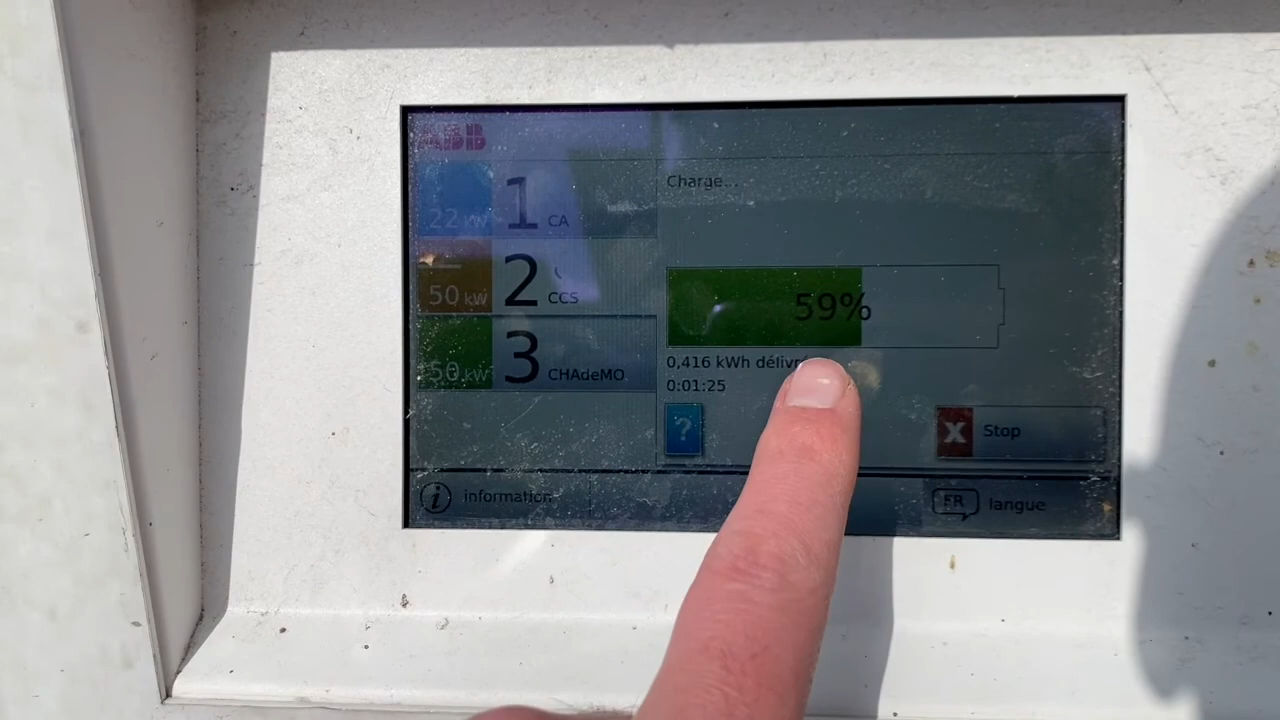 ABB
Charge...
22 kW 1 CA
50 kW 2 CCS
50 kW 3 CHAdeMO
59%
0,416 kWh
0:01:25
?
X Stop
i information
FR langue